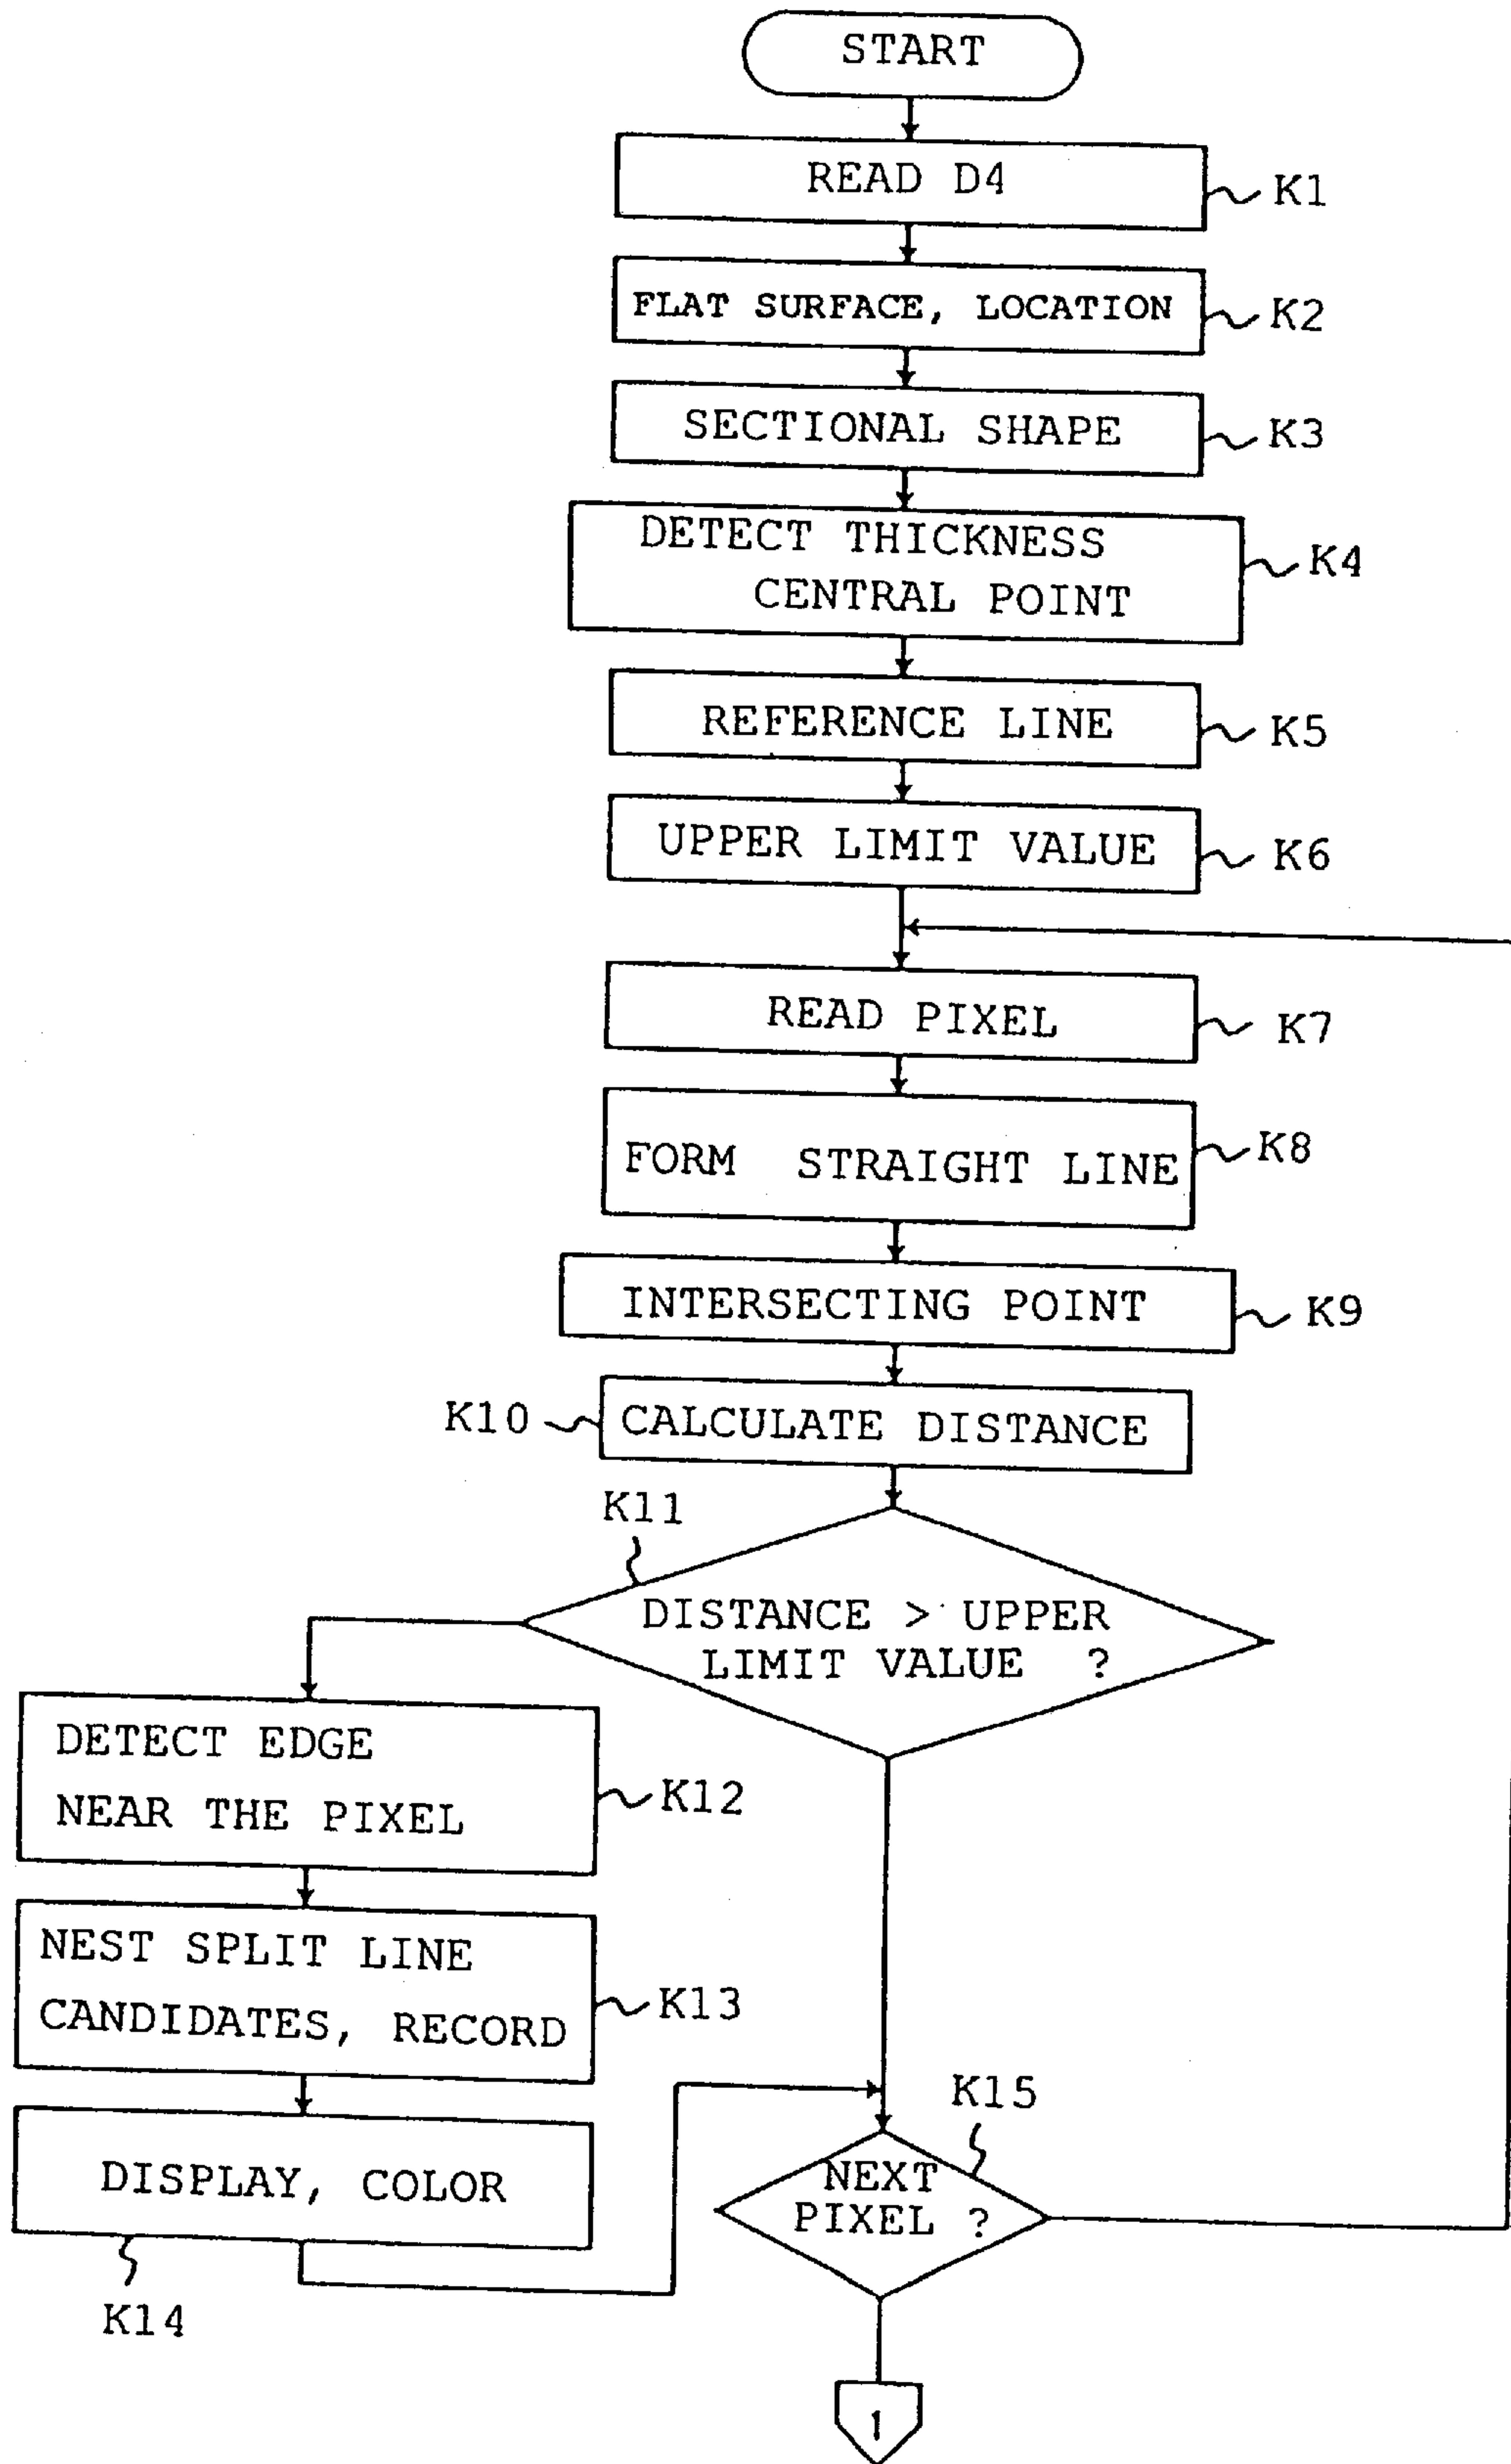 START
READ D4
K1
FLAT SURFACE, LOCATION
K2
SECTIONAL SHAPE
K3
DETECT THICKNESS
CENTRAL POINT
K4
REFERENCE LINE
K5
UPPER LIMIT VALUE
K6
READ PIXEL
K7
FORM STRAIGHT LINE
K8
INTERSECTING POINT
K9
K10
CALCULATE DISTANCE
K11
DISTANCE > UPPER
LIMIT VALUE ?
DETECT EDGE
NEAR THE PIXEL
K12
NEST SPLIT LINE
CANDIDATES, RECORD
K13
DISPLAY, COLOR
K14
K15
NEXT
PIXEL ?
1